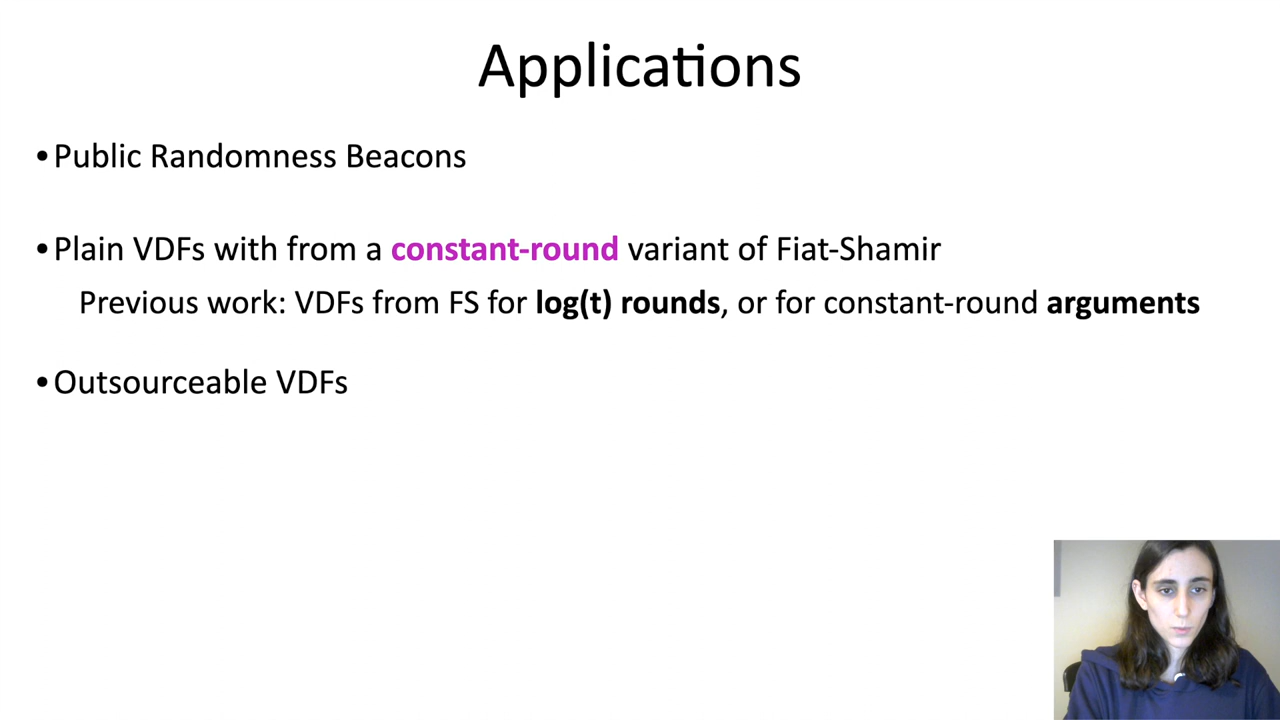 Applications
• Public Randomness Beacons
• Plain VDFs with from a constant-round variant of Fiat-Shamir
Previous work: VDFs from FS for log(t) rounds, or for constant-round arguments
• Outsourceable VDFs